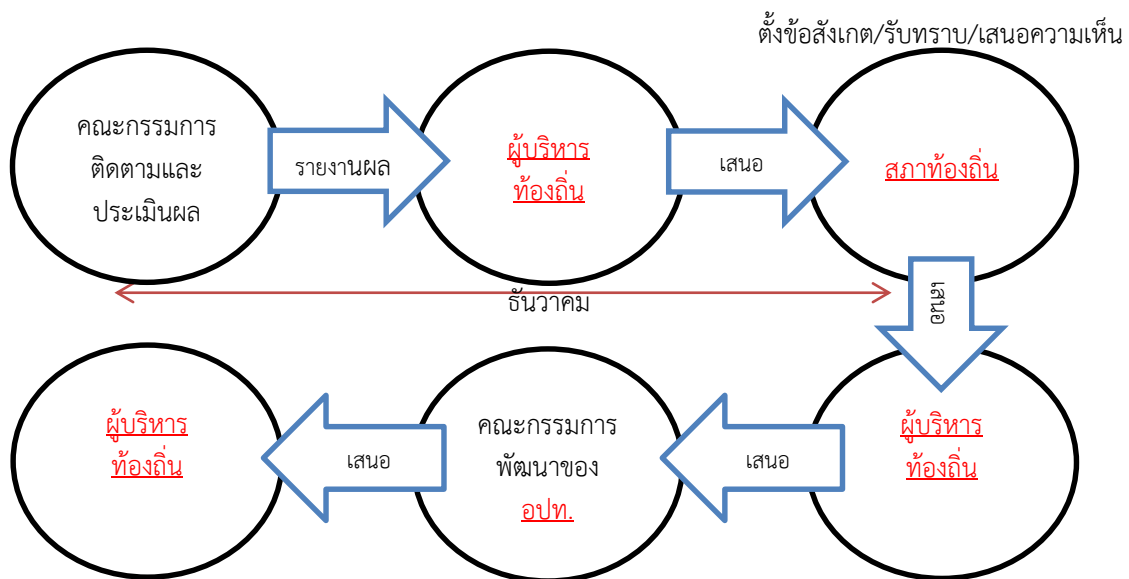 ตั้งข้อสังเกต/รับทราบ/เสนอความเห็น
คณะกรรมการ
ติดตามและ
ประเมินผล
รายงานผล
ผู้บริหาร
ท้องถิ่น
เสนอ
สภาท้องถิ่น
ธันวาคม
เสนอ
ผู้บริหาร
ท้องถิ่น
เสนอ
คณะกรรมการ
พัฒนาของ
อปท.
เสนอ
ผู้บริหาร
ท้องถิ่น